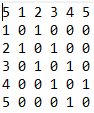 5 1 2 3 4 5
1 0 1 0 0 0
2 1 0 1 0 0
3 0 1 0 1 0
4 0 0 1 0 1
5 0 0 0 1 0